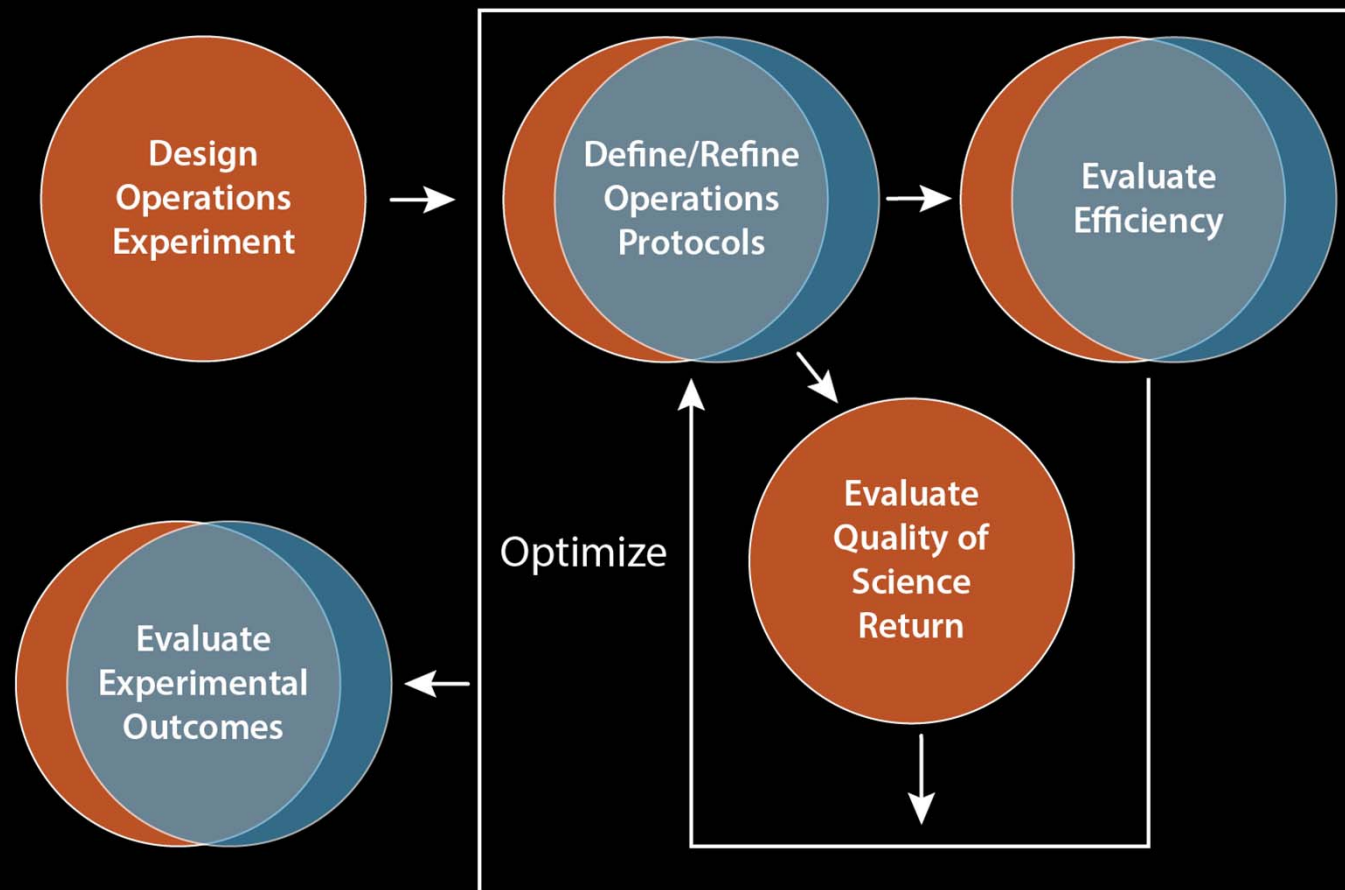 Design
Operations
Experiment
Define/Refine
Operations
Protocols
Evaluate
Efficiency
Evaluate
Quality of
Science
Return
Optimize
Evaluate
Experimental
Outcomes